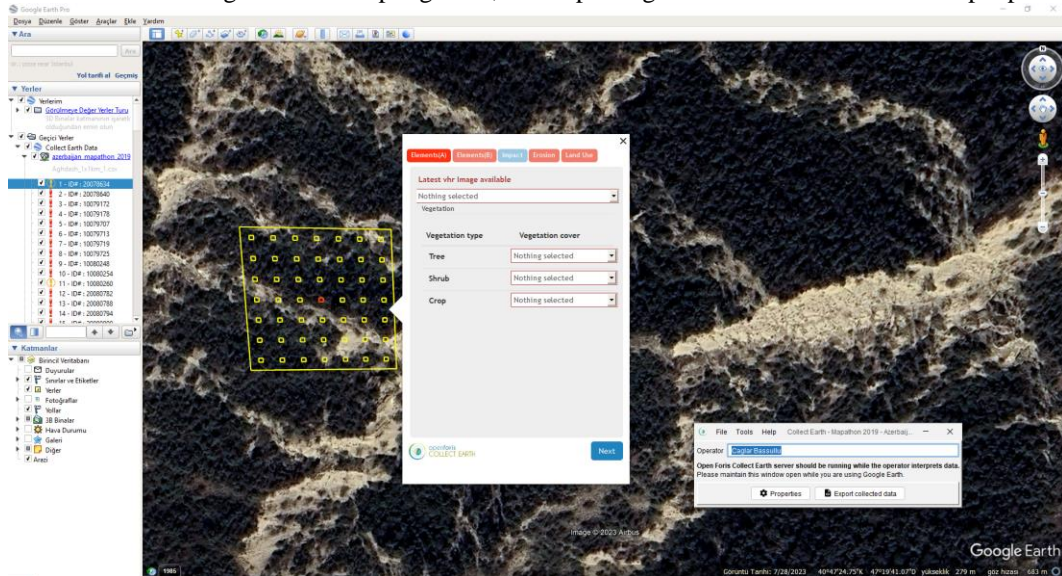 Google Earth Pro
Dosya Düzenle Göster Araçlar Ekle Yardım
Ara
Ara
Yol tarifi al Geçmiş
Yerler
Yerlerim
Görülmeye Değer Yerler Turu
3D Binalar katmanının işaretli
olduğundan emin olun
Geçici Yerler
Collect Earth Data
azerbaijan_mapathon_2019
1 - ID# : 20078634
2 - ID# : 20078640
3 - ID# : 10079172
4 - ID# : 10079178
5 - ID# : 10079707
6 - ID# : 10079713
7 - ID# : 10079719
8 - ID# : 10079725
9 - ID# : 10080248
10 - ID# : 10080254
11 - ID# : 10080260
12 - ID# : 20080782
13 - ID# : 20080788
14 - ID# : 20080794
Katmanlar
Birincil Veritabanı
Duyurular
Sınırlar ve Etiketler
Yerler
Fotoğraflar
Yollar
3B Binalar
Hava Durumu
Galeri
Diğer
Arazi
Elements(A) Elements(B) Impact Erosion Land Use
Latest vhr image available
Nothing selected
Vegetation
Vegetation type Vegetation cover
Tree Nothing selected
Shrub Nothing selected
Crop Nothing selected
openforis
COLLECT EARTH
Next
File Tools Help Collect Earth - Mapathon 2019 - Azerbaij...
Operator Caglar Bassullu
Open Foris Collect Earth server should be running while the operator interprets data.
Please maintain this window open while you are using Google Earth.
Properties Export collected data
Image © 2023 Airbus
Google Earth
1985
Görüntü Tarihi: 7/28/2023 40°47'24.75"K 47°19'41.07"D yükseklik 279 m göz hizası 683 m